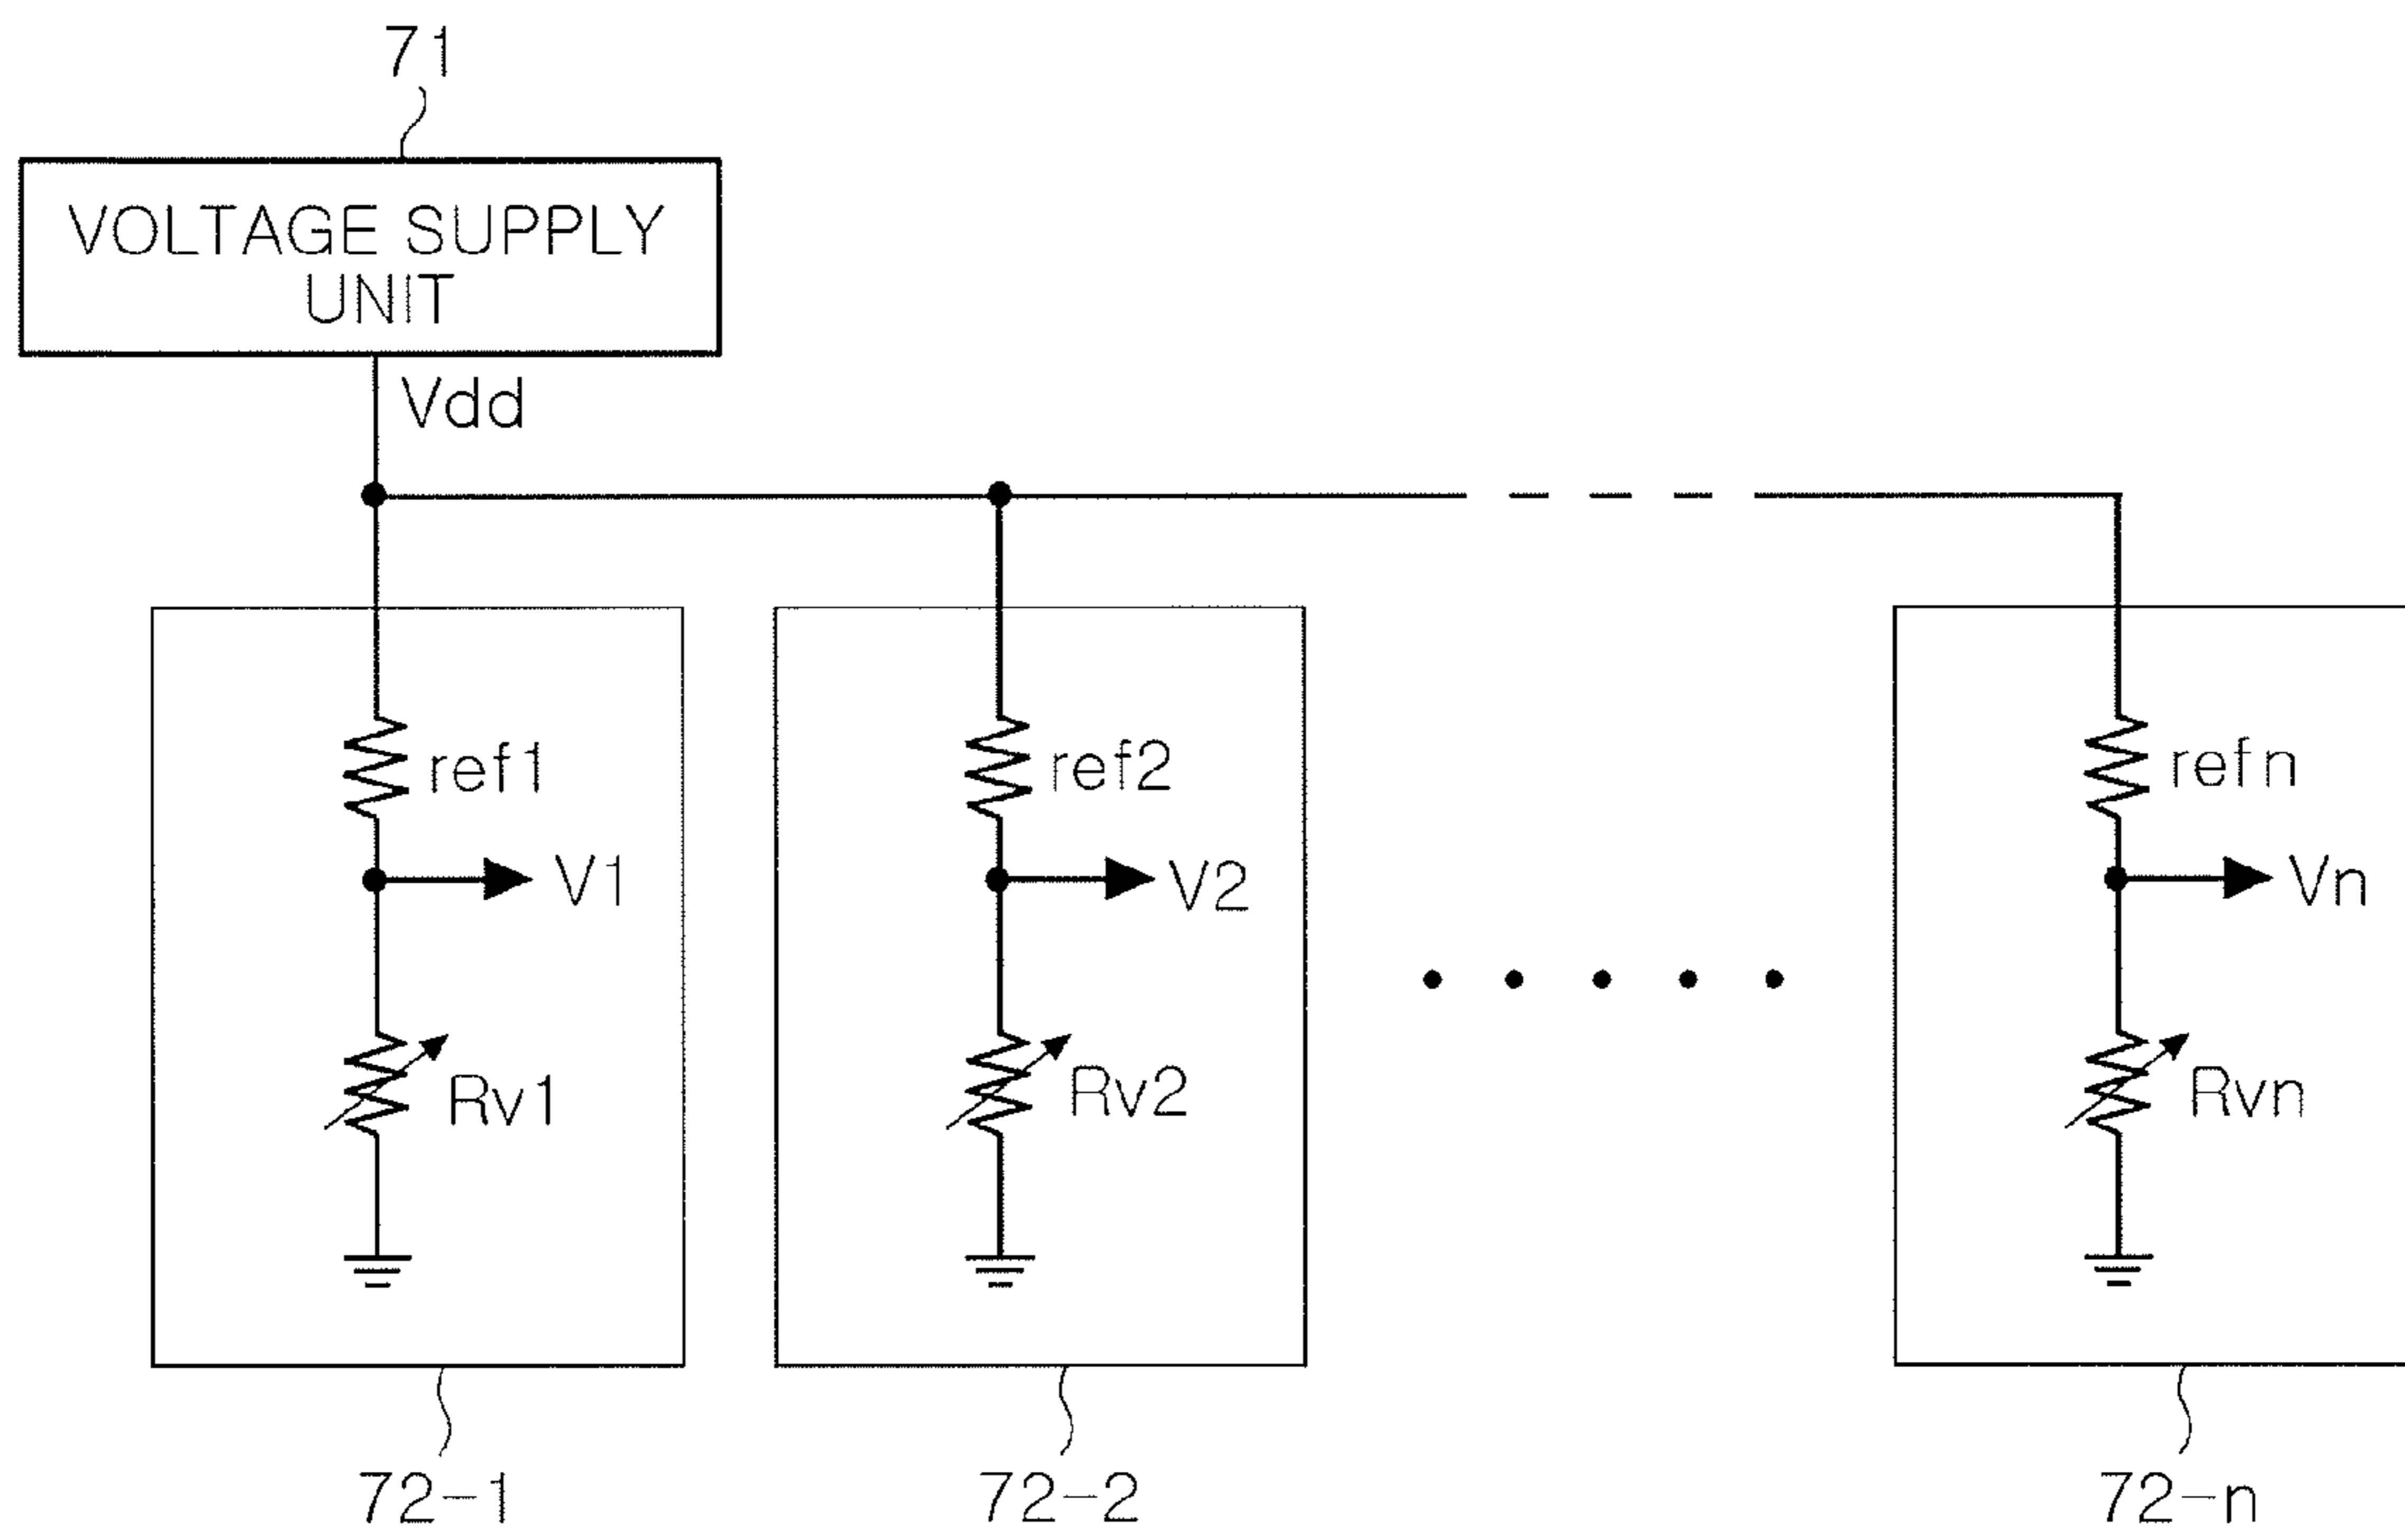 71
VOLTAGE SUPPLY
UNIT
Vdd
ref1
ref2
refn
V1
V2
Vn
Rv1
Rv2
Rvn
72-1
72-2
72-n